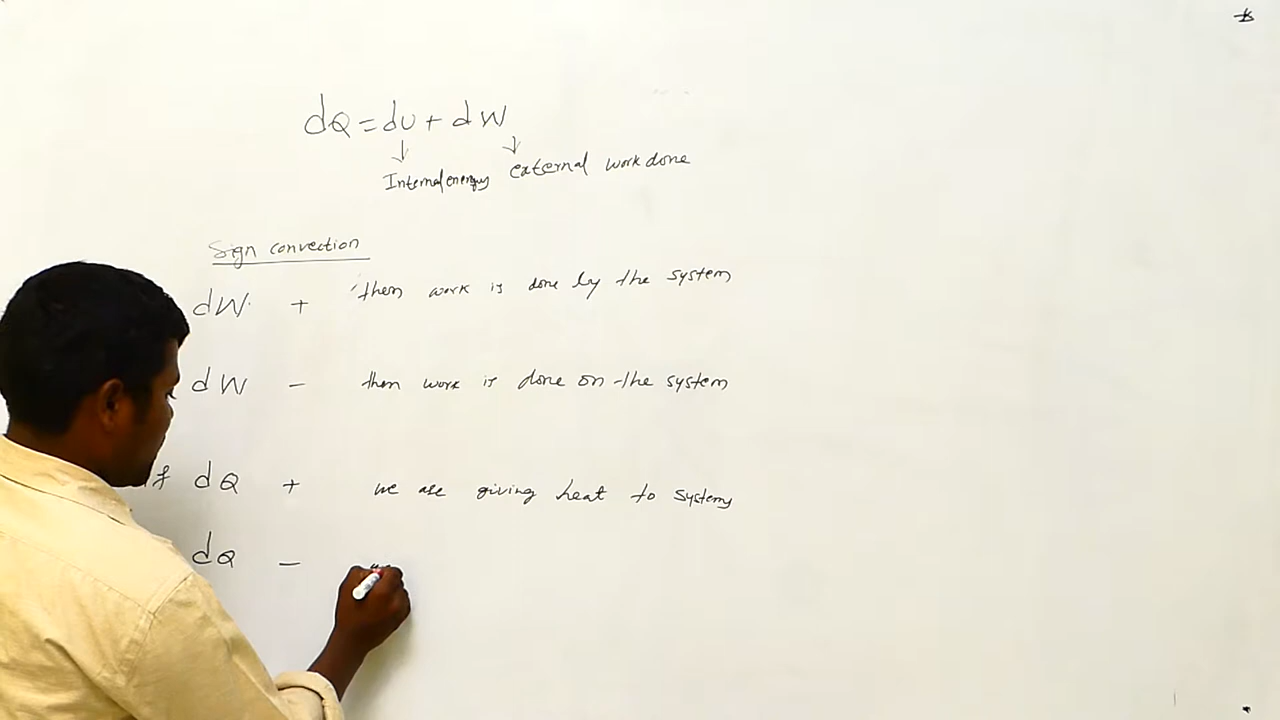 dQ = dU + dW
↓ ↓
Internal energy external work done
Sign convection
dW + then work is done by the system
dW - then work is done on the system
If dQ + we are giving heat to system
dQ -